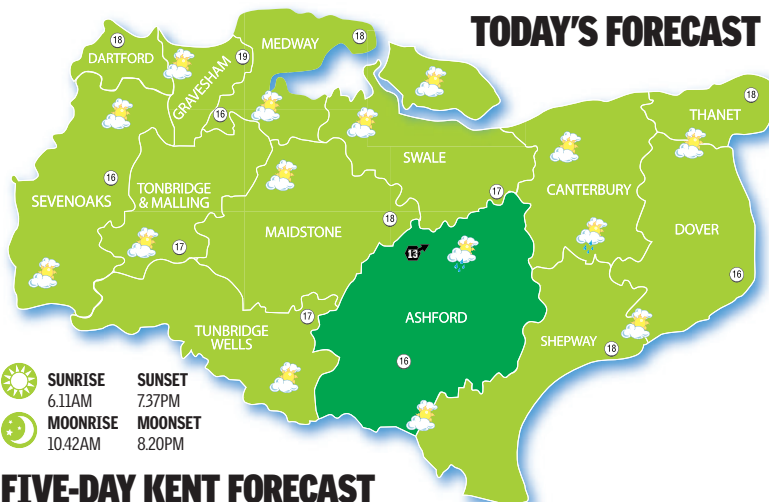 TODAY'S FORECAST
18
DARTFORD
19
GRAVESHAM
16
MEDWAY
18
18
THANET
16
SEVENOAKS
TONBRIDGE
& MALLING
17
MAIDSTONE
18
SWALE
17
CANTERBURY
DOVER
16
13
ASHFORD
16
TUNBRIDGE
WELLS
17
SHEPWAY
18
SUNRISE
6.11AM
SUNSET
7.37PM
MOONRISE
10.42AM
MOONSET
8.20PM
FIVE-DAY KENT FORECAST